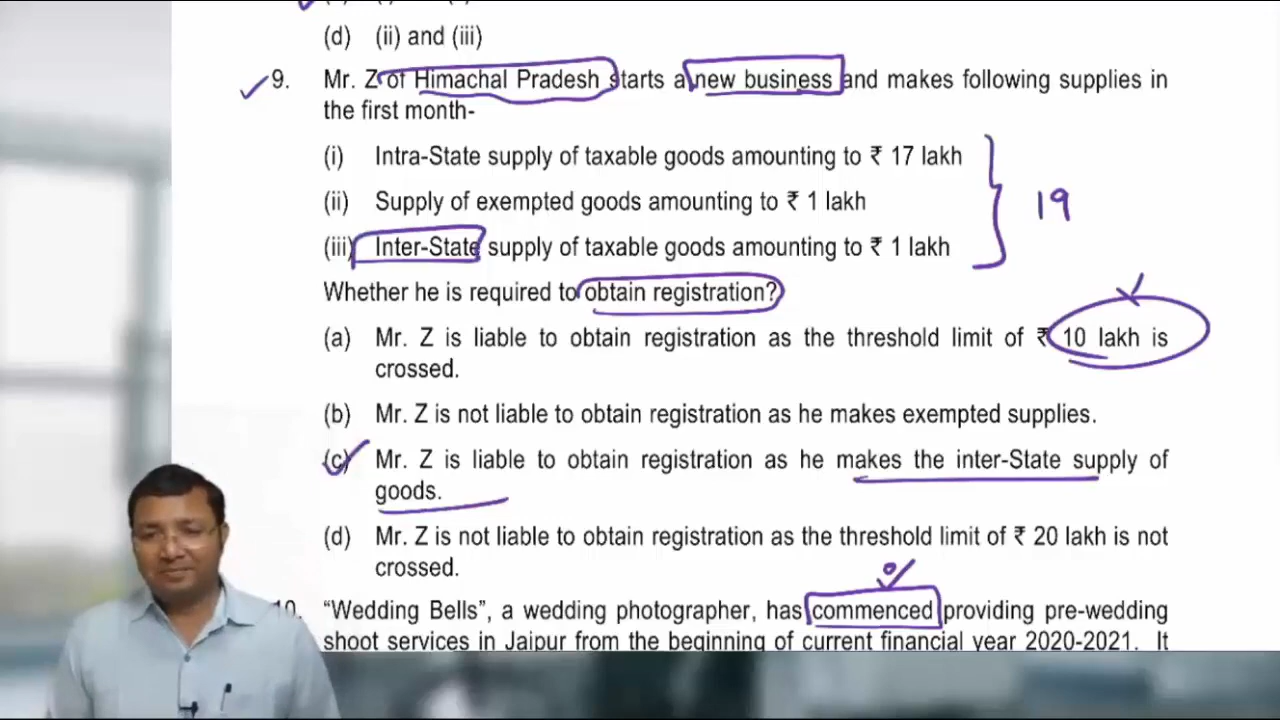 (d) (ii) and (iii)
9. Mr. Z of Himachal Pradesh starts a new business and makes following supplies in
the first month-
(i) Intra-State supply of taxable goods amounting to ₹ 17 lakh
(ii) Supply of exempted goods amounting to ₹ 1 lakh
19
(iii) Inter-State supply of taxable goods amounting to ₹ 1 lakh
Whether he is required to obtain registration?
(a) Mr. Z is liable to obtain registration as the threshold limit of ₹ 10 lakh is
crossed.
(b) Mr. Z is not liable to obtain registration as he makes exempted supplies.
(c) Mr. Z is liable to obtain registration as he makes the inter-State supply of
goods.
(d) Mr. Z is not liable to obtain registration as the threshold limit of ₹ 20 lakh is not
crossed.
10. “Wedding Bells”, a wedding photographer, has commenced providing pre-wedding
shoot services in Jaipur from the beginning of current financial year 2020-2021. It